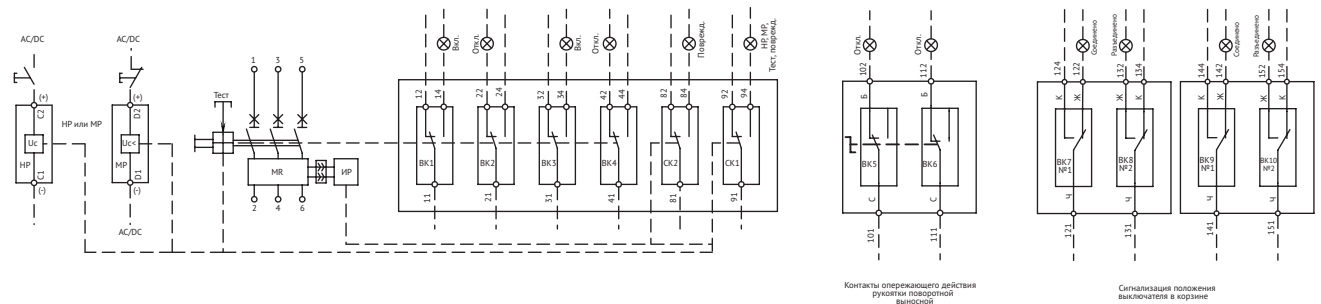 AC/DC
(+)
C2
Uc
НР
C1
(-)
НР или МР
AC/DC
(+)
D2
Uc<
МР
D1
(-)
AC/DC
Тест
1 3 5
MR
ИР
2 4 6
Вкл.
Откл.
Вкл.
Откл.
Поврежд.
НР, МР,
Тест, поврежд.
12 14 22 24 32 34 42 44 82 84 92 94
ВК1 ВК2 ВК3 ВК4 СК2 СК1
11 21 31 41 81 91
Откл.
Откл.
102 112
Б Б
ВК5 ВК6
С С
101 111
Контакты опережающего действия
рукоятки поворотной
выносной
Соединено
Разъединено
Соединено
Разъединено
124 122 132 134 144 142 152 154
К Ж Ж К К Ж Ж К
ВК7
№1
ВК8
№2
ВК9
№1
ВК10
№2
Ч Ч Ч Ч
121 131 141 151
Сигнализация положения
выключателя в корзине